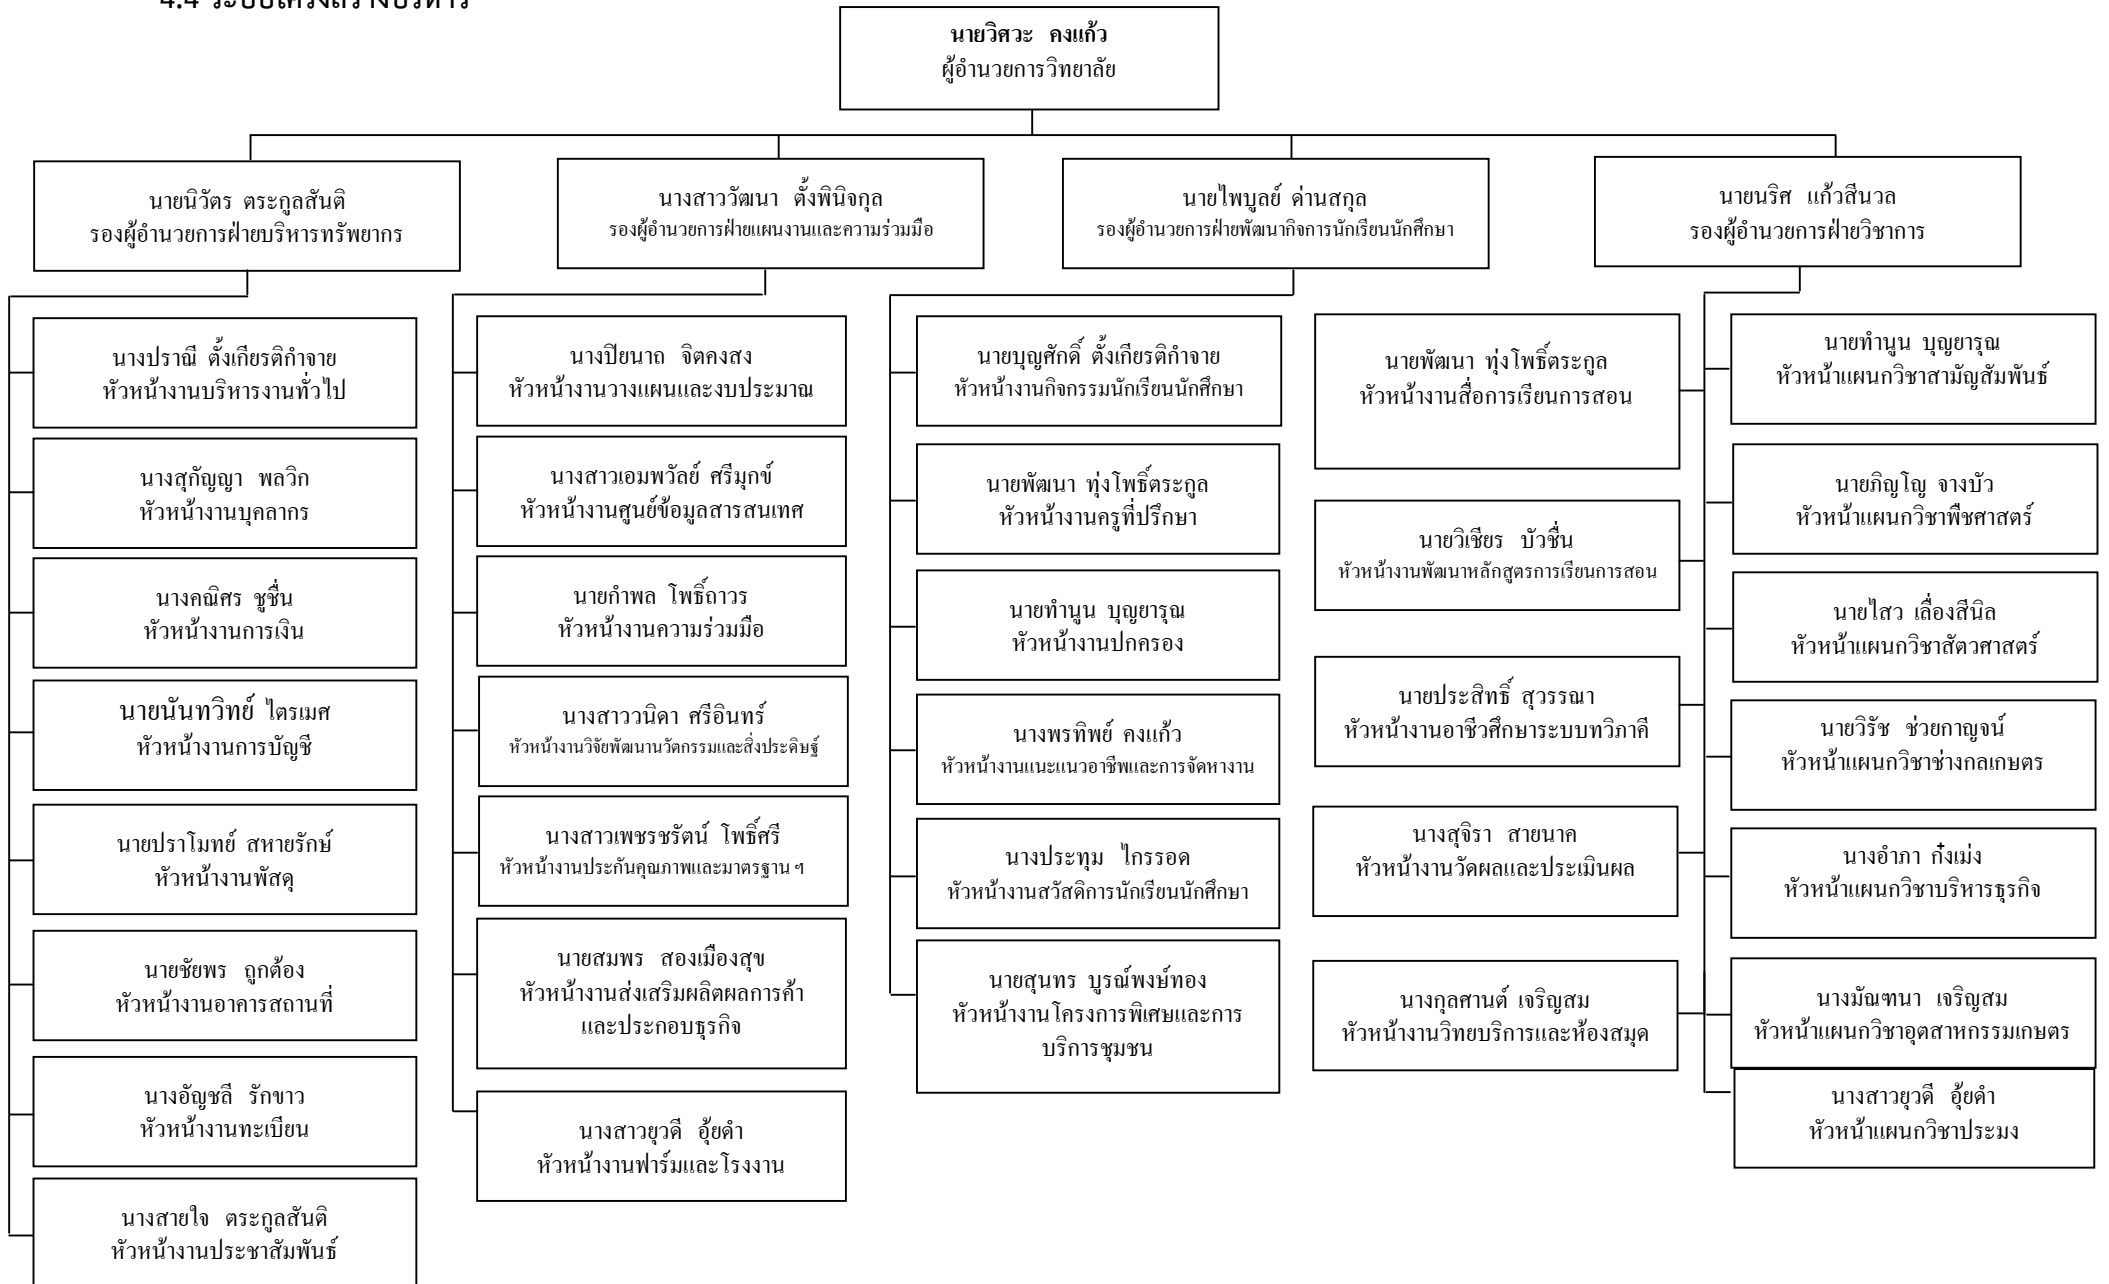 4.4 ระบบโครงสร้างบริหาร
นายวิศวะ คงแก้ว
ผู้อำนวยการวิทยาลัย
นายนิวัตร ตระกูลสันติ
รองผู้อำนวยการฝ่ายบริหารทรัพยากร
นางสาววัฒนา ตั้งพินิจกุล
รองผู้อำนวยการฝ่ายแผนงานและความร่วมมือ
นายไพบูลย์ ด่านสกุล
รองผู้อำนวยการฝ่ายพัฒนากิจการนักเรียนนักศึกษา
นายนริศ แก้วสีนวล
รองผู้อำนวยการฝ่ายวิชาการ
นางปราณี ตั้งเกียรติกำจาย
หัวหน้างานบริหารงานทั่วไป
นางสุกัญญา พลวิก
หัวหน้างานบุคลากร
นางคณิศร ชูชื่น
หัวหน้างานการเงิน
นายนันทวิทย์ ไตรเมศ
หัวหน้างานการบัญชี
นายปราโมทย์ สหายรักษ์
หัวหน้างานพัสดุ
นายชัยพร ถูกต้อง
หัวหน้างานอาคารสถานที่
นางอัญชลี รักขาว
หัวหน้างานทะเบียน
นางสายใจ ตระกูลสันติ
หัวหน้างานประชาสัมพันธ์
นางปิยนาถ จิตคงสง
หัวหน้างานวางแผนและงบประมาณ
นางสาวเอมพวัลย์ ศรีมุกข์
หัวหน้างานศูนย์ข้อมูลสารสนเทศ
นายกำพล โพธิ์ถาวร
หัวหน้างานความร่วมมือ
นางสาววนิดา ศรีอินทร์
หัวหน้างานวิจัยพัฒนานวัตกรรมและสิ่งประดิษฐ์
นางสาวเพชรชรัตน์ โพธิ์ศรี
หัวหน้างานประกันคุณภาพและมาตรฐาน ฯ
นายสมพร สองเมืองสุข
หัวหน้างานส่งเสริมผลิตผลการค้า
และประกอบธุรกิจ
นางสาวยุวดี อุ้ยดำ
หัวหน้างานฟาร์มและโรงงาน
นายบุญศักดิ์ ตั้งเกียรติกำจาย
หัวหน้างานกิจกรรมนักเรียนนักศึกษา
นายพัฒนา ทุ่งโพธิ์ตระกูล
หัวหน้างานครูที่ปรึกษา
นายทำนูน บุญยารุณ
หัวหน้างานปกครอง
นางพรทิพย์ คงแก้ว
หัวหน้างานแนะแนวอาชีพและการจัดหางาน
นางประทุม ไกรรอด
หัวหน้างานสวัสดิการนักเรียนนักศึกษา
นายสุนทร บูรณ์พงษ์ทอง
หัวหน้างานโครงการพิเศษและการ
บริการชุมชน
นายพัฒนา ทุ่งโพธิ์ตระกูล
หัวหน้างานสื่อการเรียนการสอน
นายวิเชียร บัวชื่น
หัวหน้างานพัฒนาหลักสูตรการเรียนการสอน
นายประสิทธิ์ สุวรรณา
หัวหน้างานอาชีวศึกษาระบบทวิภาคี
นางสุจิรา สายนาค
หัวหน้างานวัดผลและประเมินผล
นางกุลศานต์ เจริญสม
หัวหน้างานวิทยบริการและห้องสมุด
นายทำนูน บุญยารุณ
หัวหน้าแผนกวิชาสามัญสัมพันธ์
นายภิญโญ จางบัว
หัวหน้าแผนกวิชาพืชศาสตร์
นายไสว เลื่องสีนิล
หัวหน้าแผนกวิชาสัตวศาสตร์
นายวิรัช ช่วยกาญจน์
หัวหน้าแผนกวิชาช่างกลเกษตร
นางอำภา ก๋งเม่ง
หัวหน้าแผนกวิชาบริหารธุรกิจ
นางมัณฑนา เจริญสม
หัวหน้าแผนกวิชาอุตสาหกรรมเกษตร
นางสาวยุวดี อุ้ยดำ
หัวหน้าแผนกวิชาประมง